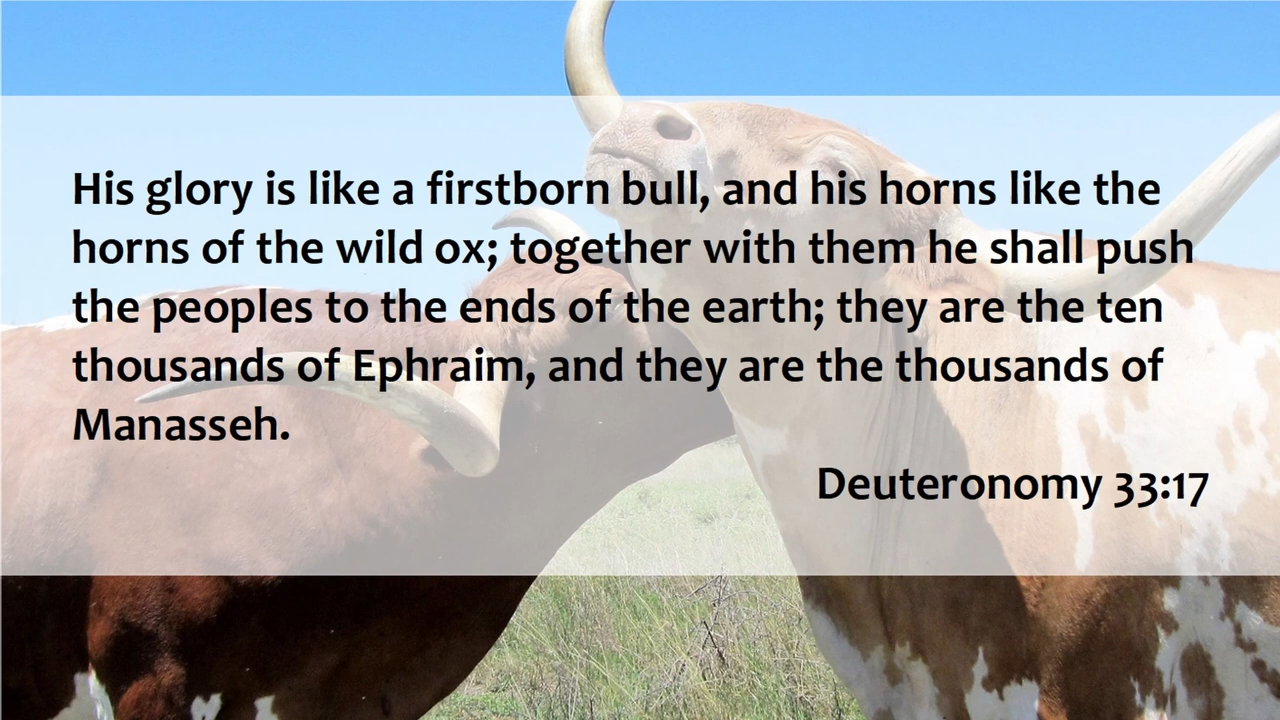 His glory is like a firstborn bull, and his horns like the
horns of the wild ox; together with them he shall push
the peoples to the ends of the earth; they are the ten
thousands of Ephraim, and they are the thousands of
Manasseh.
Deuteronomy 33:17